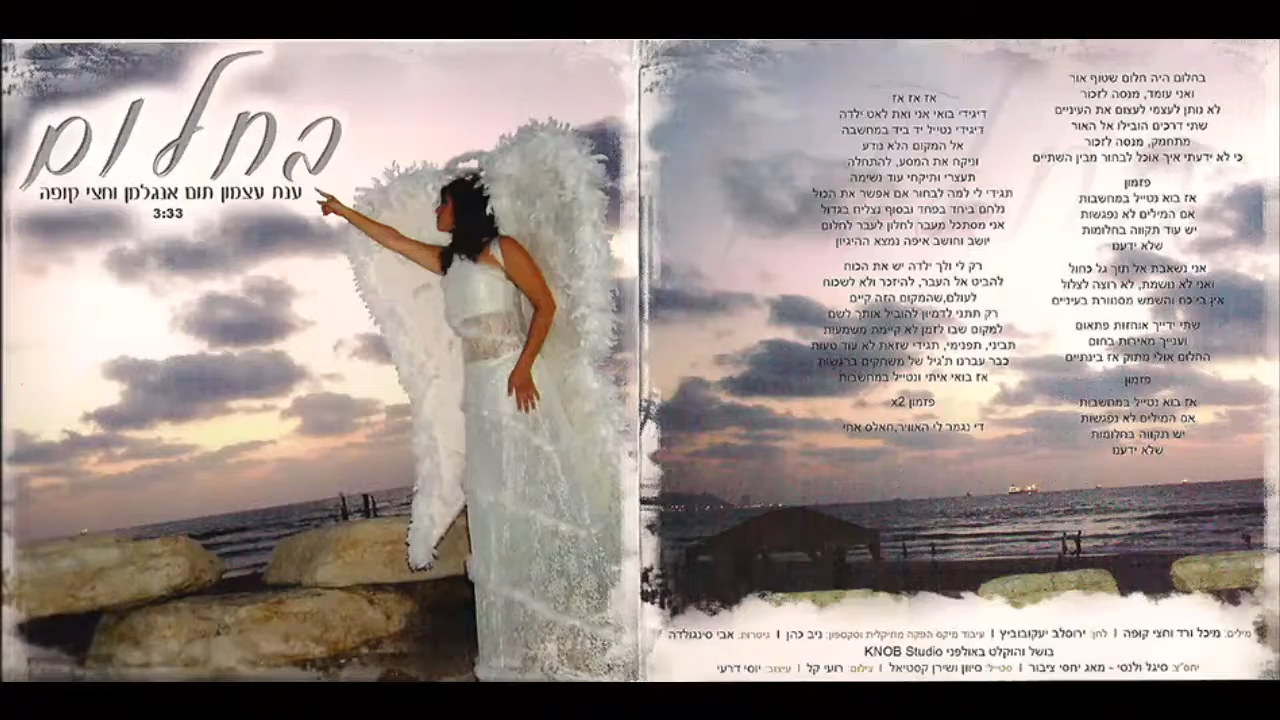 בחלום
ענת עצמון תום אנגלמן וחצי קופה
3:33
בחלום היה חלום שטוף אור
ואני עומד, מנסה לזכור
לא נותן לעצמי לעצום את העיניים
שתי דרכים הובילו אל האור
מתחמק, מנסה לזכור
כי לא ידעתי איך אוכל לבחור מבין השתיים
פזמון
אז בוא נטייל במחשבות
אם המילים לא נפגשות
יש עוד תקווה בחלומות
שלא ידענו
אני נשאבת אל תוך גל כחול
ואני לא נושמת, לא רוצה לצלול
אין בי כח והשמש מסנוורת בעיניים
שתי ידייך אוחזות פתאום
ועינייך מאירות בחום
החלום אולי מתוק אז בינתיים
פזמון
אז בוא נטייל במחשבות
אם המילים לא נפגשות
יש תקווה בחלומות
שלא ידענו
אז אז אז
דיגידי בואי אני ואת לאט ילדה
דיגידי נטייל יד ביד במחשבה
אל המקום הלא נודע
וניקח את המסע, להתחלה
תעצרי ותיקחי עוד נשימה
תגידי לי למה לבחור אם אפשר את הכול
נלחם ביחד בפחד ובסוף נצליח בגדול
אני מסתכל מעבר לחלון לעבר לחלום
יושב וחושב איפה נמצא ההיגיון
רק לי ולך ילדה יש את הכוח
להביט אל העבר, להיזכר ולא לשכוח
לעולם,שהמקום הזה קיים
רק תתני לדמיון להוביל אותך לשם
למקום שבו לזמן לא קיימת משמעות
תביני, תפנימי, תגידי שזאת לא עוד טעות
כבר עברנו ת'גיל של משחקים ברגשות
אז בואי איתי ונטייל במחשבות
פזמון x2
די נגמר לי האוויר,חאלס אחי
מילים: מיכל ורד וחצי קופה I לחן: ירוסלב יעקובוביץ I עיבוד מיקס הפקה מוזיקלית וסקספון: ניב כהן I גיטרות: אבי סינגולדה
בושל והוקלט באולפני KNOB Studio
יחס"צ: סיגל ולנסי - מאג יחסי ציבור I סטייל: סיוון ושירן קסטיאל I צילום: רועי קל I עיצוב: יוסי דרעי